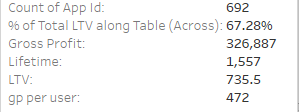 Count of App Id: 692
% of Total LTV along Table (Across): 67.28%
Gross Profit: 326,887
Lifetime: 1,557
LTV: 735.5
gp per user: 472